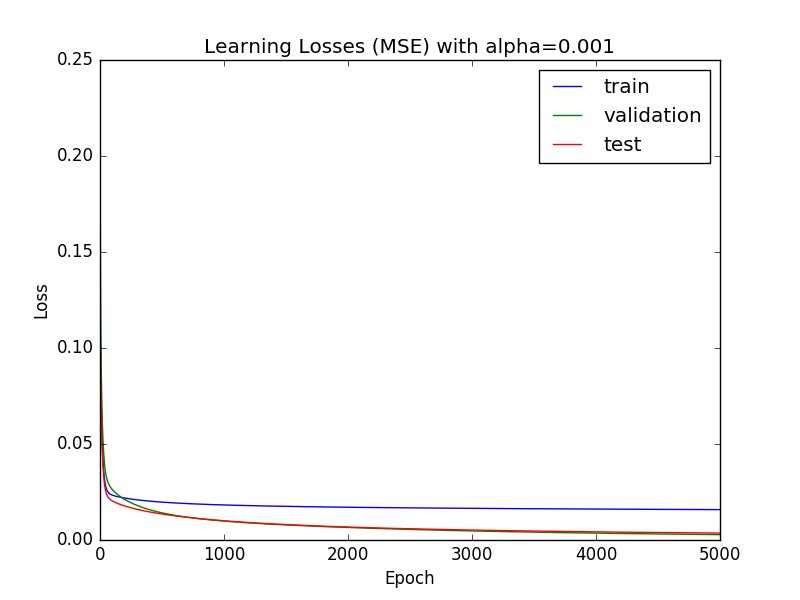 Learning Losses (MSE) with alpha=0.001
0.25
train
validation
test
0.20
0.15
Loss
0.10
0.05
0.00
0 1000 2000 3000 4000 5000
Epoch